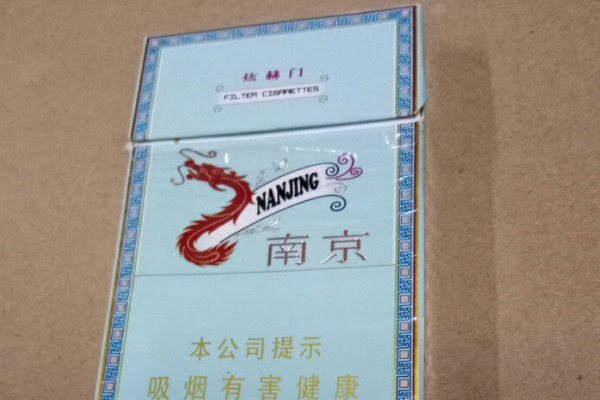 炫赫门
FILTER CIGARETTES
NANJING
南京
本公司提示
吸烟有害健康